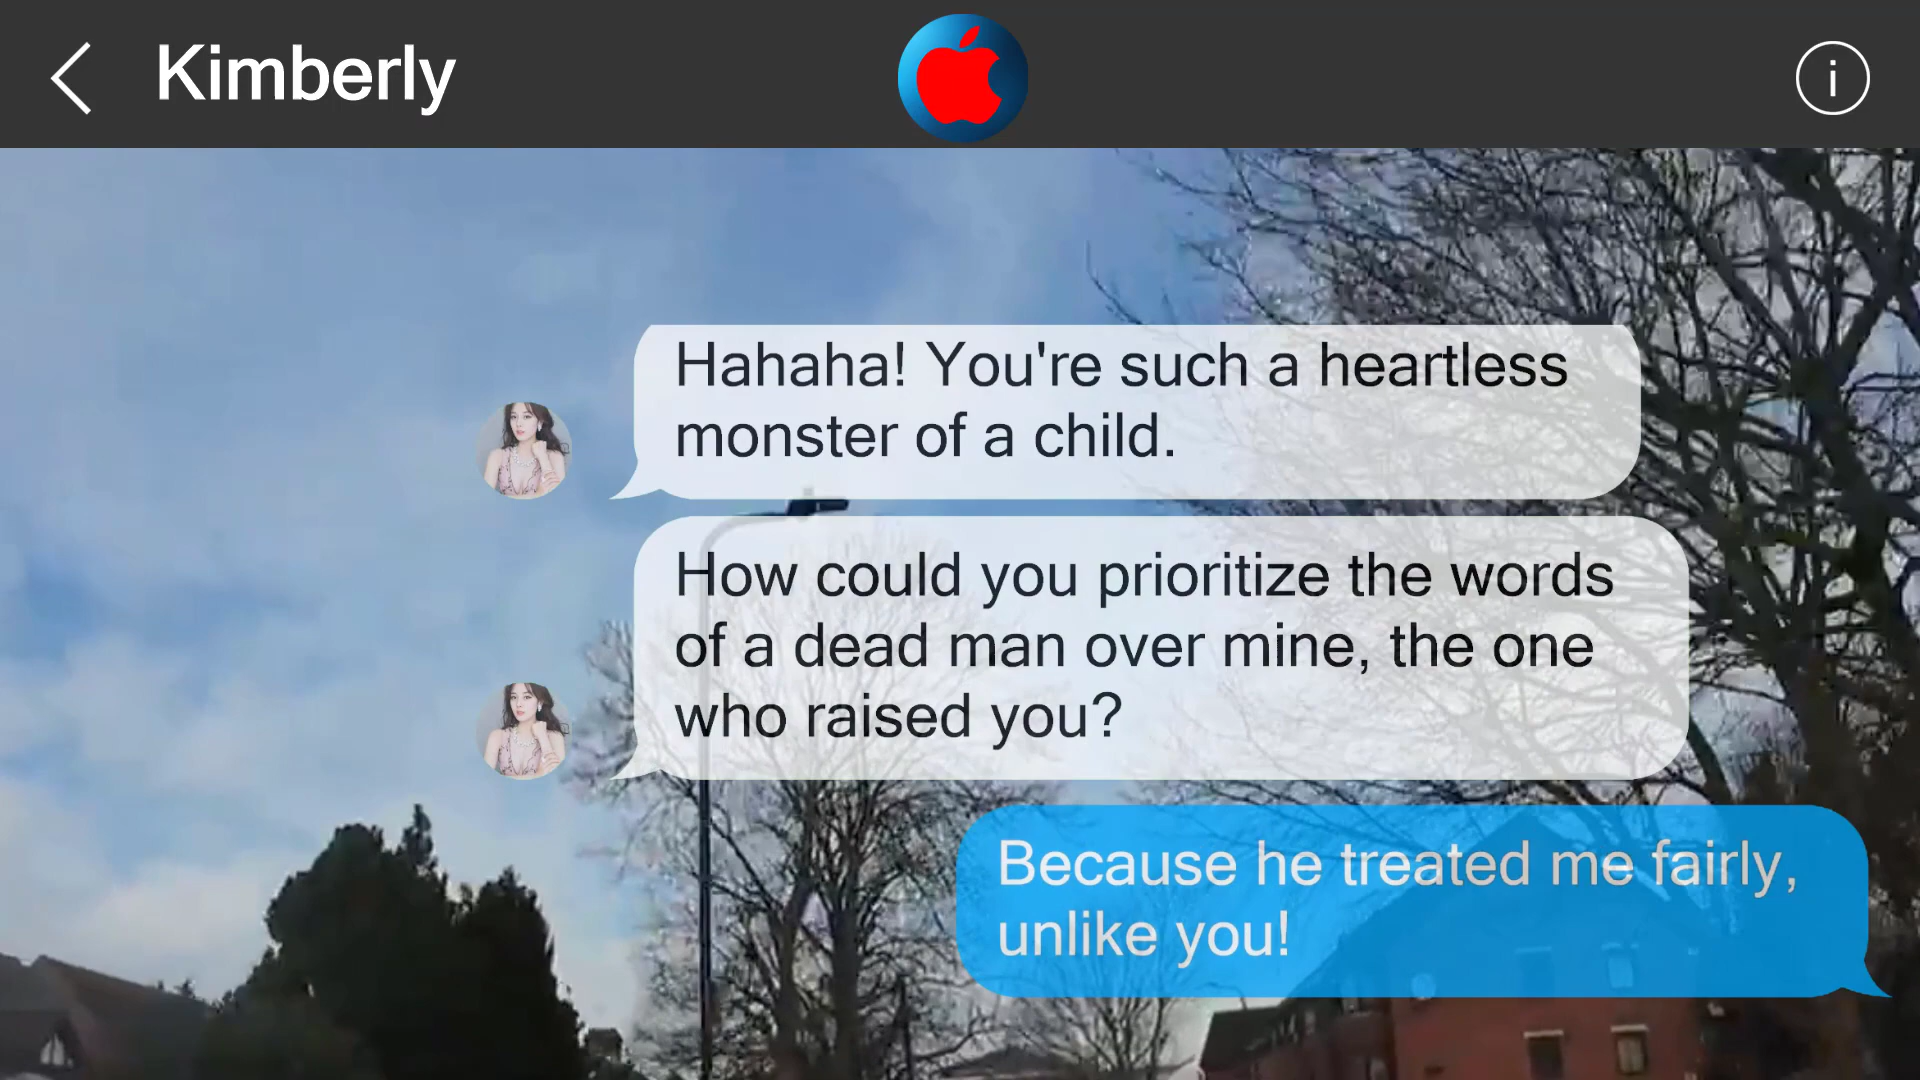 Kimberly
i
Hahaha! You're such a heartless
monster of a child.
How could you prioritize the words
of a dead man over mine, the one
who raised you?
Because he treated me fairly,
unlike you!